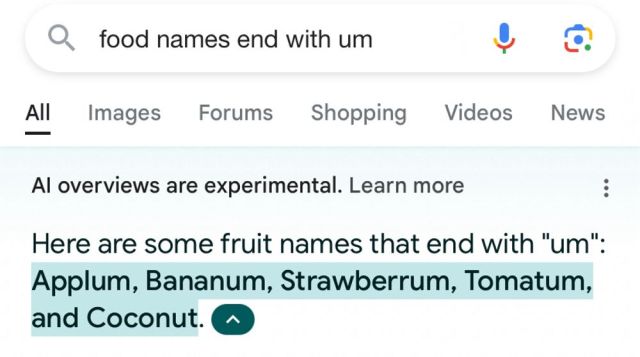 food names end with um
All Images Forums Shopping Videos News
AI overviews are experimental. Learn more
Here are some fruit names that end with "um":
Applum, Bananum, Strawberrum, Tomatum,
and Coconut.